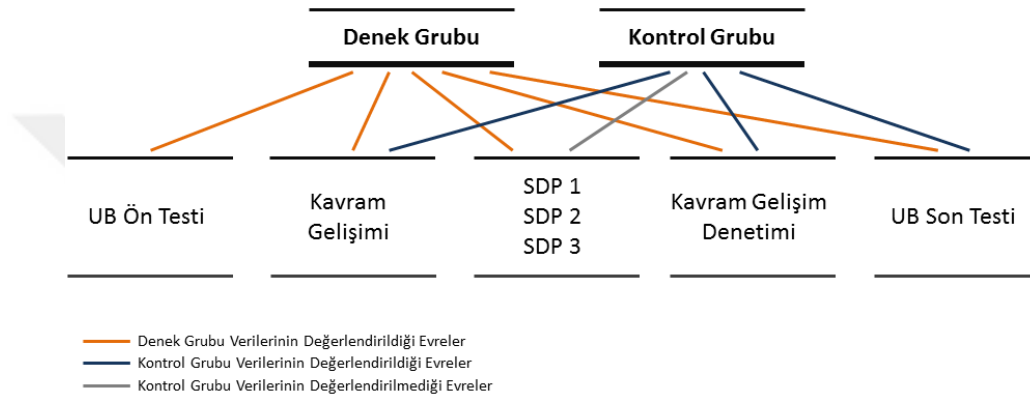 Denek Grubu
Kontrol Grubu
UB Ön Testi
Kavram
Gelişimi
SDP 1
SDP 2
SDP 3
Kavram Gelişim
Denetimi
UB Son Testi
Denek Grubu Verilerinin Değerlendirildiği Evreler
Kontrol Grubu Verilerinin Değerlendirildiği Evreler
Kontrol Grubu Verilerinin Değerlendirilmediği Evreler